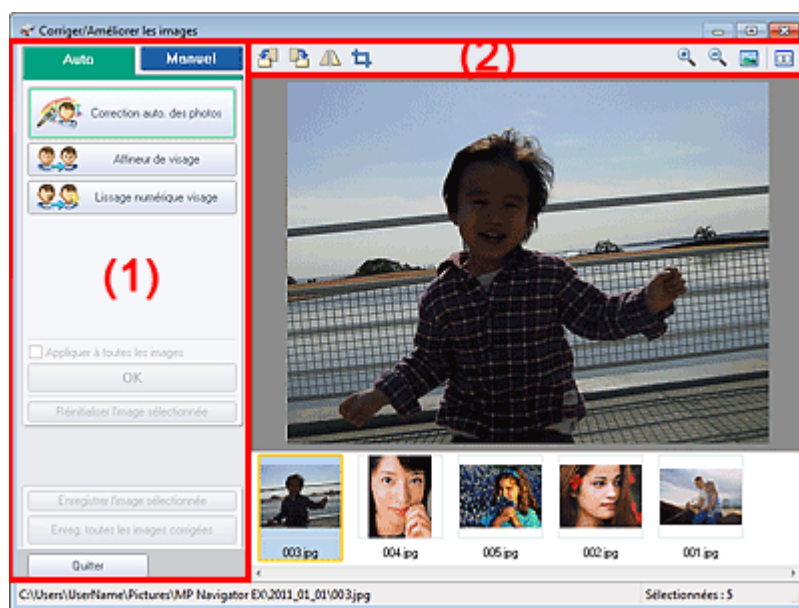 Corriger/Améliorer les images
Auto
Manuel
(2)
Correction auto. des photos
Affineur de visage
Lissage numérique visage
(1)
Appliquer à toutes les images
OK
Réinitialiser l'image sélectionnée
Enregistrer l'image sélectionnée
Enreg. toutes les images corrigées
Quitter
003.jpg
004.jpg
005.jpg
002.jpg
001.jpg
C:\Users\UserName\Pictures\MP Navigator EX\2011_01_01\003.jpg
Sélectionnées : 5